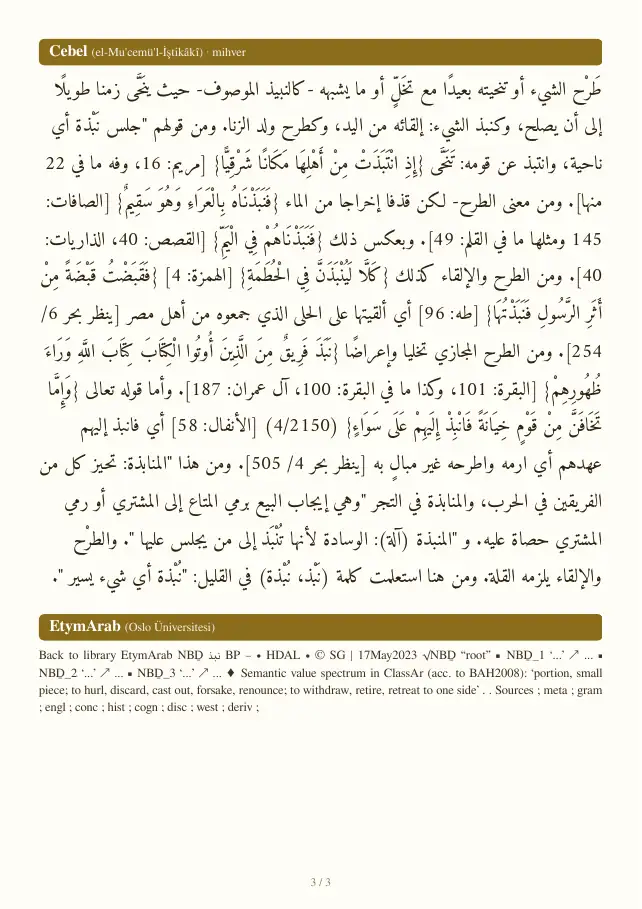 Cebel (el-Mu'cemü'l-İştikâkî) · mihver
طَرْح الشيء أو تنحيته بعيدًا مع تَخَلٍّ أو ما يشبهه -كالنبيذ الموصوف- حيث يُنَحَّى زمنا طويلًا
إلى أن يصلح، وكنبذ الشيء: إلقائه من اليد، وكطرح ولد الزنا. ومن قولهم "جلس نَبْذة أي
ناحية، وانتبذ عن قومه: تَنَحَّى {إِذِ انْتَبَذَتْ مِنْ أَهْلِهَا مَكَانًا شَرْقِيًّا} [مريم: 16، وفه ما في 22
منها]. ومن معنى الطرح- لكن قذفا إخراجا من الماء {فَنَبَذْنَاهُ بِالْعَرَاءِ وَهُوَ سَقِيمٌ} [الصافات:
145 ومثلها ما في القلم: 49]. وبعكس ذلك {فَنَبَذْنَاهُمْ فِي الْيَمِّ} [القصص: 40، الذاريات:
40]. ومن الطرح والإلقاء كذلك {كَلَّا لَيُنْبَذَنَّ فِي الْحُطَمَةِ} [الهمزة: 4] {فَقَبَضْتُ قَبْضَةً مِنْ
أَثَرِ الرَّسُولِ فَنَبَذْتُهَا} [طه: 96] أي ألقيتها على الحلى الذي جمعوه من أهل مصر [ينظر بحر 6/
254]. ومن الطرح المجازي تخليا وإعراضًا {نَبَذَ فَرِيقٌ مِنَ الَّذِينَ أُوتُوا الْكِتَابَ كِتَابَ اللَّهِ وَرَاءَ
ظُهُورِهِمْ} [البقرة: 101، وكذا ما في البقرة: 100، آل عمران: 187]. وأما قوله تعالى {وَإِمَّا
تَخَافَنَّ مِنْ قَوْمٍ خِيَانَةً فَانْبِذْ إِلَيْهِمْ عَلَى سَوَاءٍ} (4/2150) [الأنفال: 58] أي فانبذ إليهم
عهدهم أي ارمه واطرحه غير مبالٍ به [ينظر بحر 4/ 505]. ومن هذا "المنابذة: تحيز كل من
الفريقين في الحرب، والمنابذة في التجر "وهي إيجاب البيع برمي المتاع إلى المشتري أو رمي
المشتري حصاة عليه. و "المنبذة (آلة): الوسادة لأنها تُنْبَذ إلى من يجلس عليها ". والطرْح
والإلقاء يلزمه القلة. ومن هنا استعلمت كلمة (نَبْذ، نُبْذة) في القليل: "نُبْذة أي شيء يسير ".
EtymArab (Oslo Üniversitesi)
Back to library EtymArab NBḎ نبذ BP – • HDAL • © SG | 17May2023 √NBḎ “root” ▪ NBḎ_1 ‘...’ ↗ ... ▪
NBḎ_2 ‘...’ ↗ ... ▪ NBḎ_3 ‘...’ ↗ ... ♦ Semantic value spectrum in ClassAr (acc. to BAH2008): ‘portion, small
piece; to hurl, discard, cast out, forsake, renounce; to withdraw, retire, retreat to one side’ . . Sources ; meta ; gram
; engl ; conc ; hist ; cogn ; disc ; west ; deriv ;
3 / 3